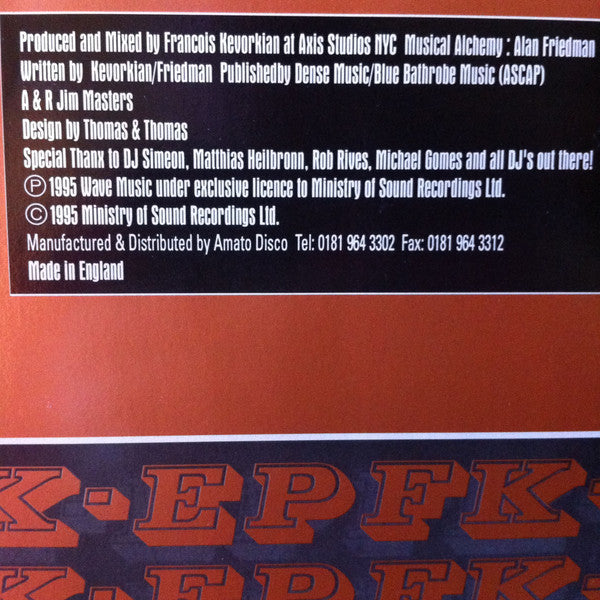 Produced and Mixed by Francois Kevorkian at Axis Studios NYC Musical Alchemy : Alan Friedman
Written by Kevorkian/Friedman Publishedby Dense Music/Blue Bathrobe Music (ASCAP)
A & R Jim Masters
Design by Thomas & Thomas
Special Thanx to DJ Simeon, Matthias Heilbronn, Rob Rives, Michael Gomes and all DJ's out there!
Ⓟ 1995 Wave Music under exclusive licence to Ministry of Sound Recordings Ltd.
© 1995 Ministry of Sound Recordings Ltd.
Manufactured & Distributed by Amato Disco Tel: 0181 964 3302 Fax: 0181 964 3312
Made in England
K·EP FK·
K·EP FK·